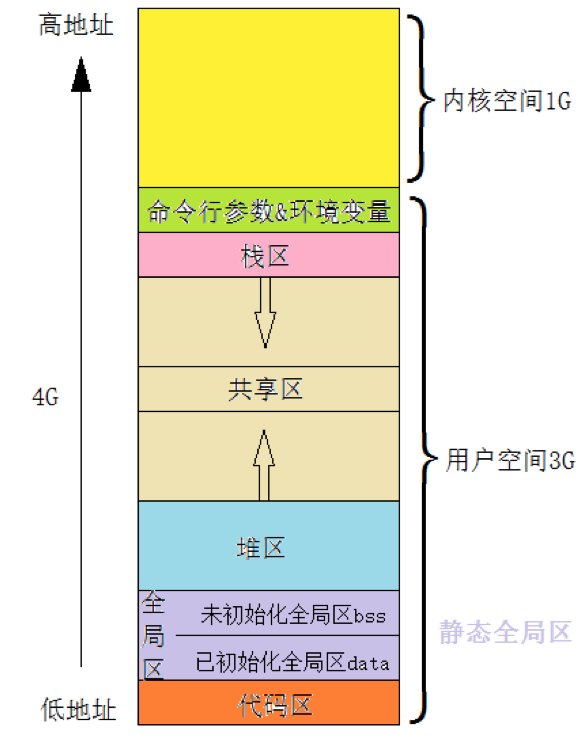 高地址
内核空间1G
命令行参数&环境变量
栈区
共享区
4G
用户空间3G
堆区
全局区
未初始化全局区bss
静态全局区
已初始化全局区data
代码区
低地址